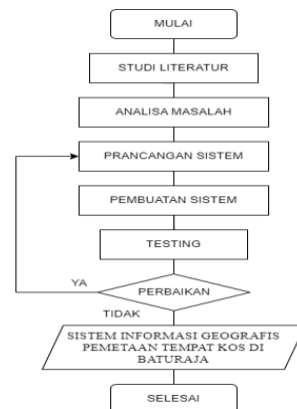 MULAI
STUDI LITERATUR
ANALISA MASALAH
PRANCANGAN SISTEM
PEMBUATAN SISTEM
TESTING
YA
PERBAIKAN
TIDAK
SISTEM INFORMASI GEOGRAFIS
PEMETAAN TEMPAT KOS DI
BATURAJA
SELESAI